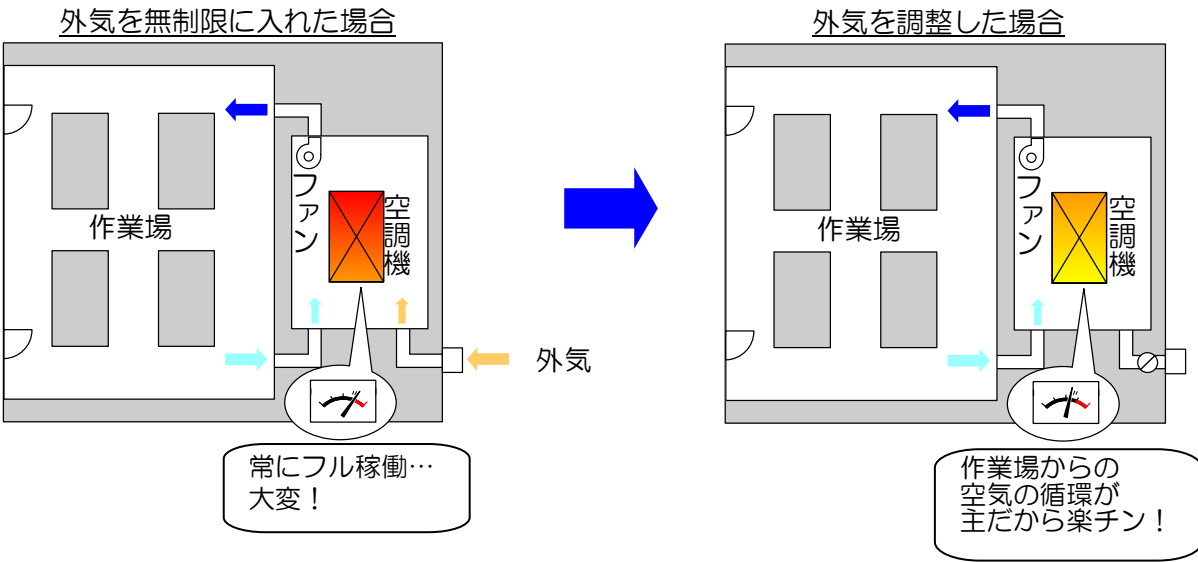 外気を無制限に入れた場合
作業場
ファン
空調機
外気
常にフル稼働…
大変！
外気を調整した場合
作業場
ファン
空調機
作業場からの
空気の循環が
主だから楽チン！